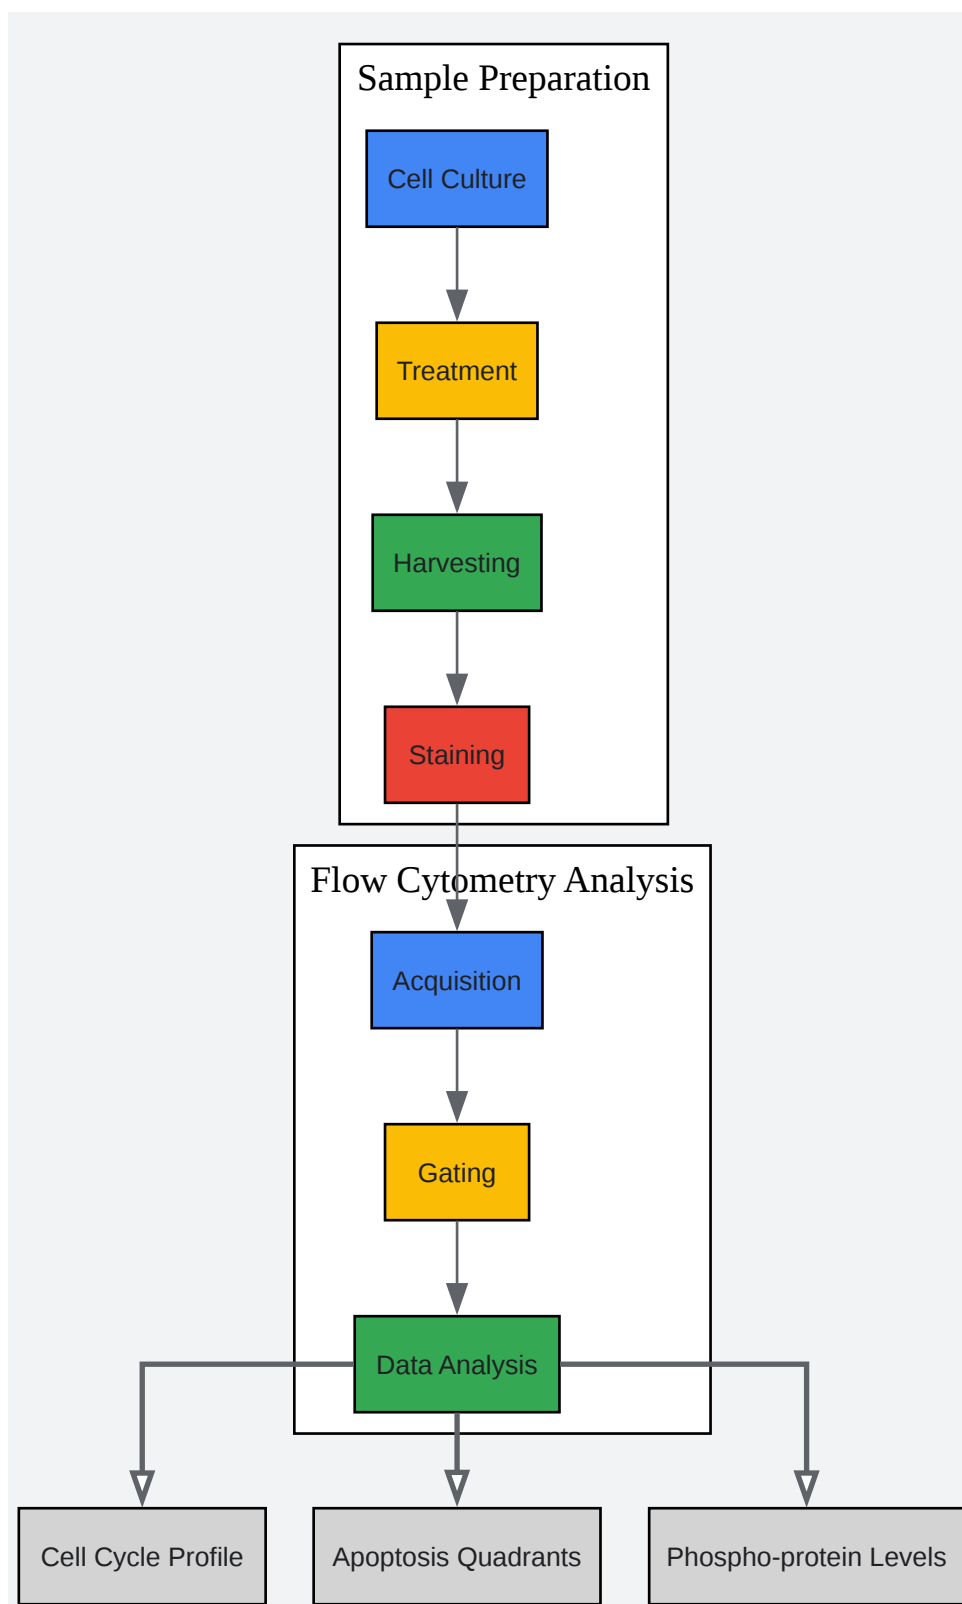 Sample Preparation
Cell Culture
Treatment
Harvesting
Staining
Flow Cytometry Analysis
Acquisition
Gating
Data Analysis
Cell Cycle Profile
Apoptosis Quadrants
Phospho-protein Levels